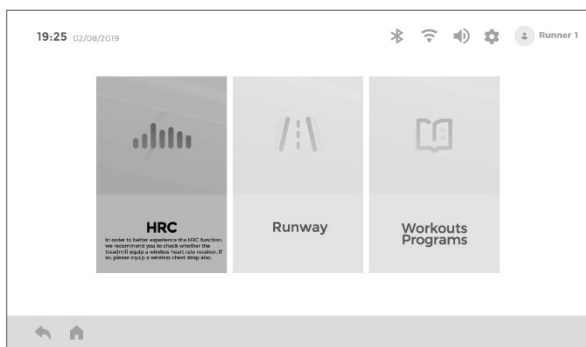 19:25 02/08/2019
Runner 1
HRC
In order to better experience the HRC function,
we recommend you to check whether the
treadmill equip a wireless heart rate receiver. If
so, please equip a wireless chest strap also.
Runway
Workouts
Programs